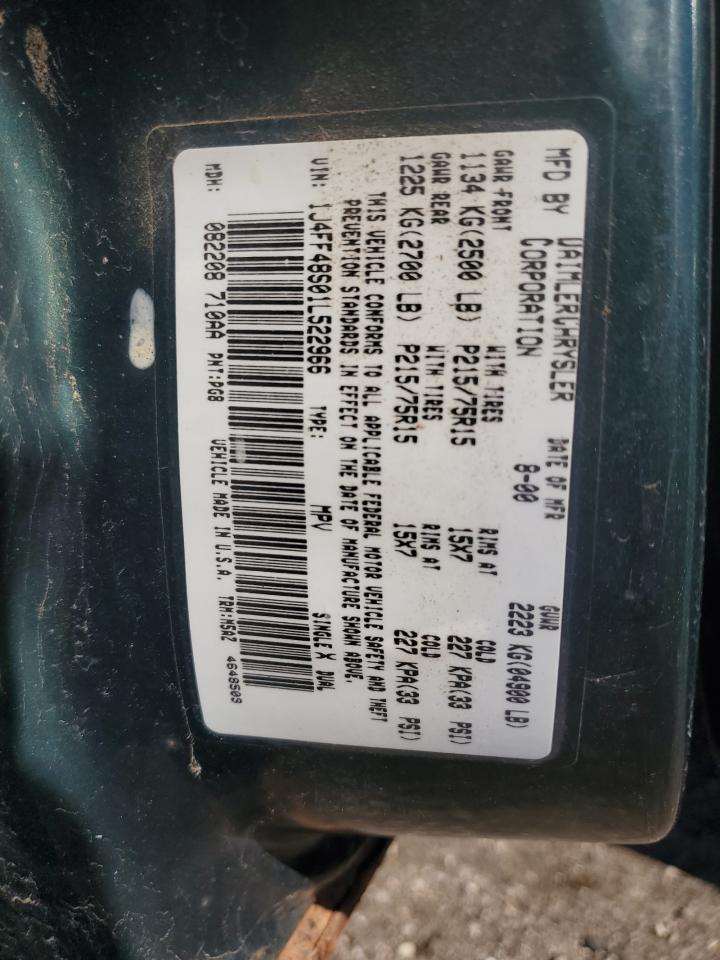 MFD BY DAIMLERCHRYSLER CORPORATION
DATE OF MFR 8-00
GVWR 2223 KG(04900 LB)
GAWR FRONT WITH TIRES RIMS AT COLD
1134 KG(2500 LB) P215/75R15 15X7 227 KPA(33 PSI)
GAWR REAR WITH TIRES RIMS AT COLD
1225 KG(2700 LB) P215/75R15 15X7 227 KPA(33 PSI)
THIS VEHICLE CONFORMS TO ALL APPLICABLE FEDERAL MOTOR VEHICLE SAFETY AND THEFT
PREVENTION STANDARDS IN EFFECT ON THE DATE OF MANUFACTURE SHOWN ABOVE.
VIN: 1J4FF48S01L522966 TYPE: MPV SINGLE X DUAL
MDH: 082208 710AA PNT:PG8 VEHICLE MADE IN U.S.A. TRM:M5AZ 4648509